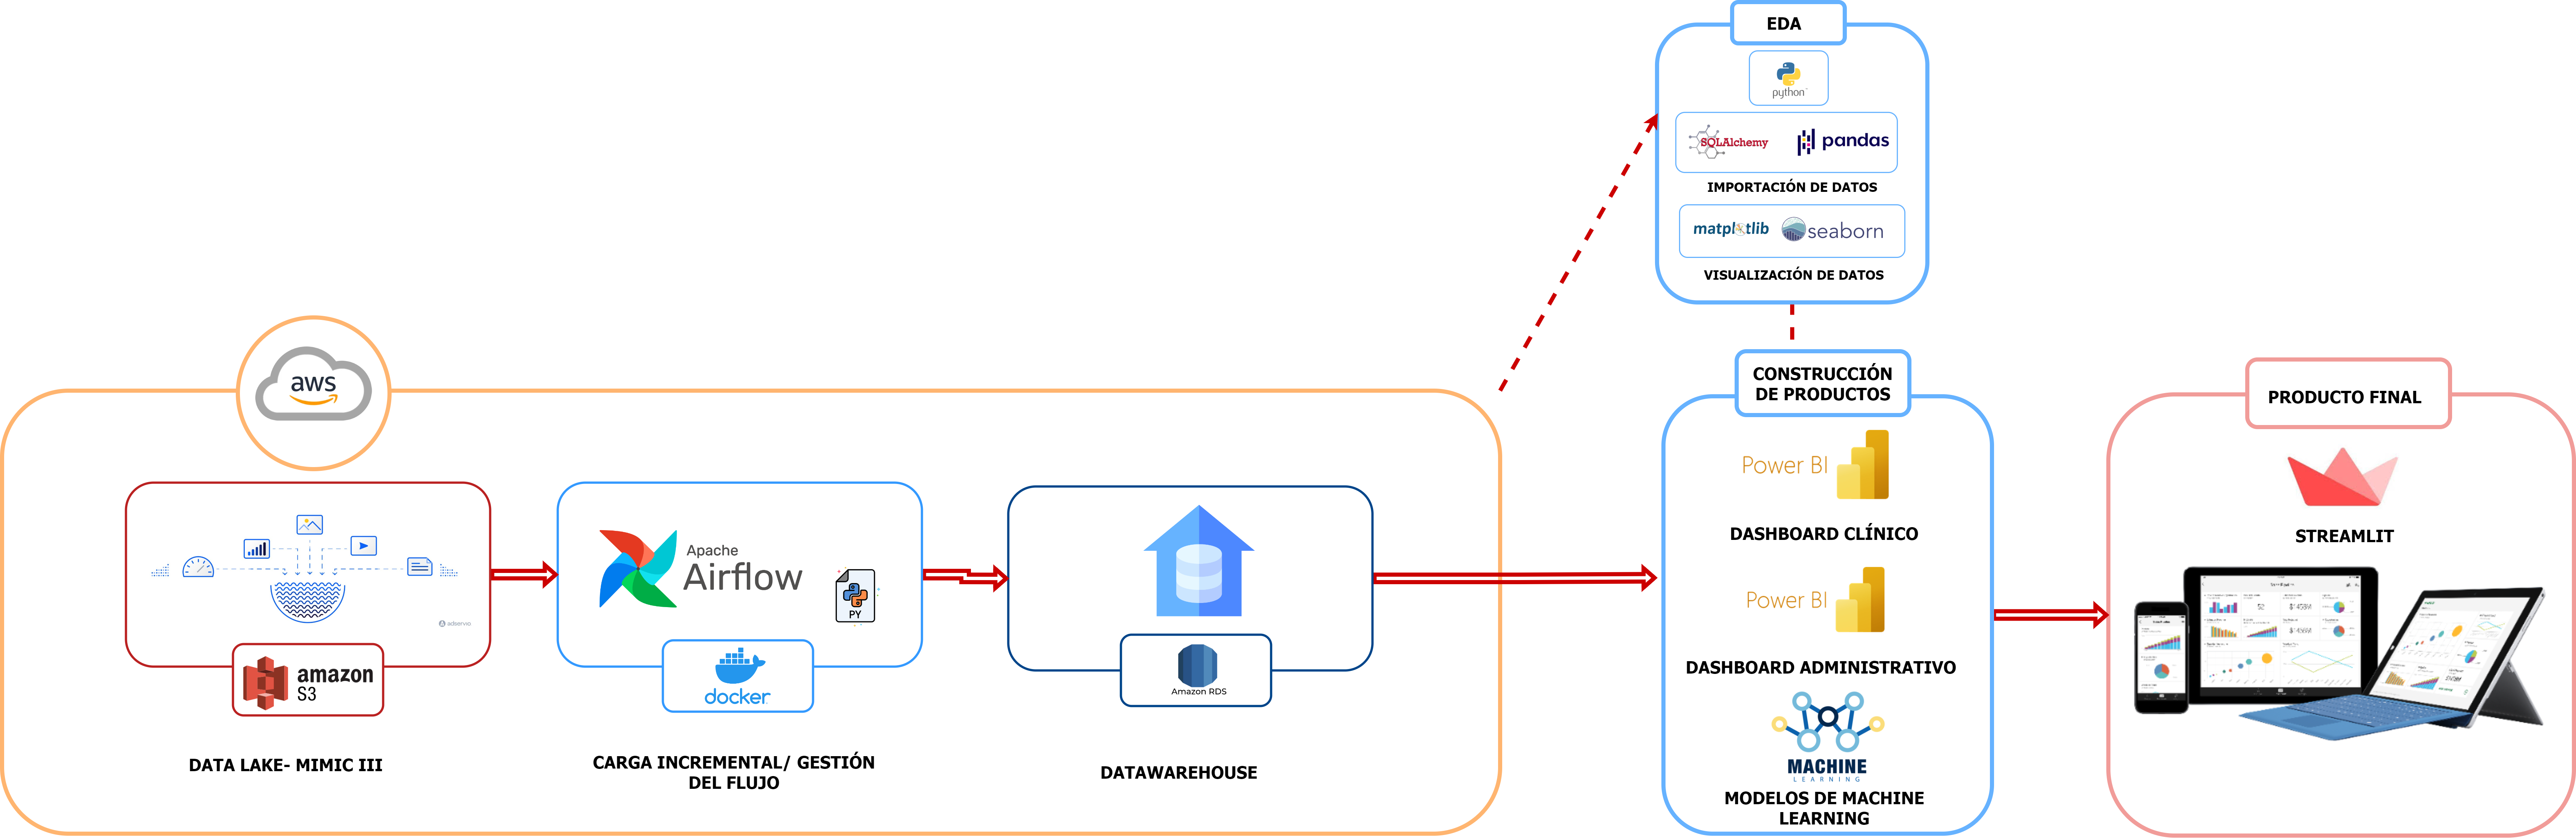 EDA
python
SQLAlchemy
pandas
IMPORTACIÓN DE DATOS
matplotlib
seaborn
VISUALIZACIÓN DE DATOS
aws
adservio
amazon
S3
DATA LAKE- MIMIC III
Apache
Airflow
PY
docker
CARGA INCREMENTAL/ GESTIÓN
DEL FLUJO
Amazon RDS
DATAWAREHOUSE
CONSTRUCCIÓN
DE PRODUCTOS
Power BI
DASHBOARD CLÍNICO
Power BI
DASHBOARD ADMINISTRATIVO
MACHINE
LEARNING
MODELOS DE MACHINE
LEARNING
PRODUCTO FINAL
STREAMLIT